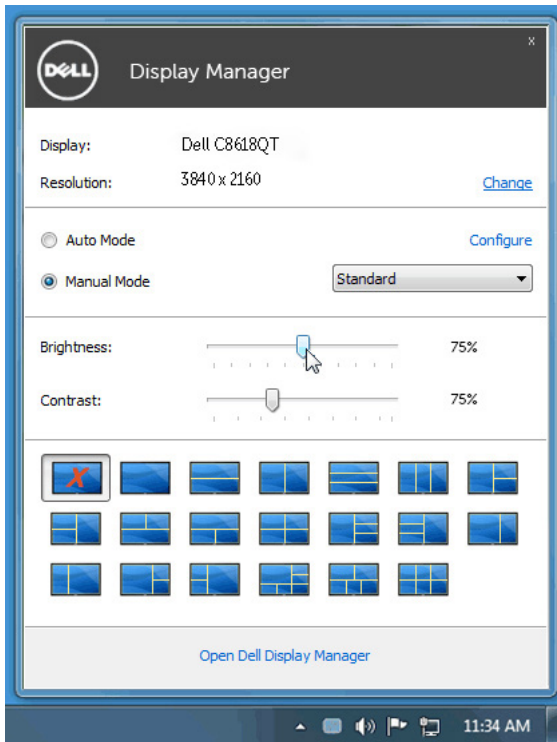 x
DELL Display Manager
Display: Dell C8618QT
Resolution: 3840 x 2160 Change
Auto Mode Configure
Manual Mode Standard
Brightness: 75%
Contrast: 75%
X
Open Dell Display Manager
11:34 AM